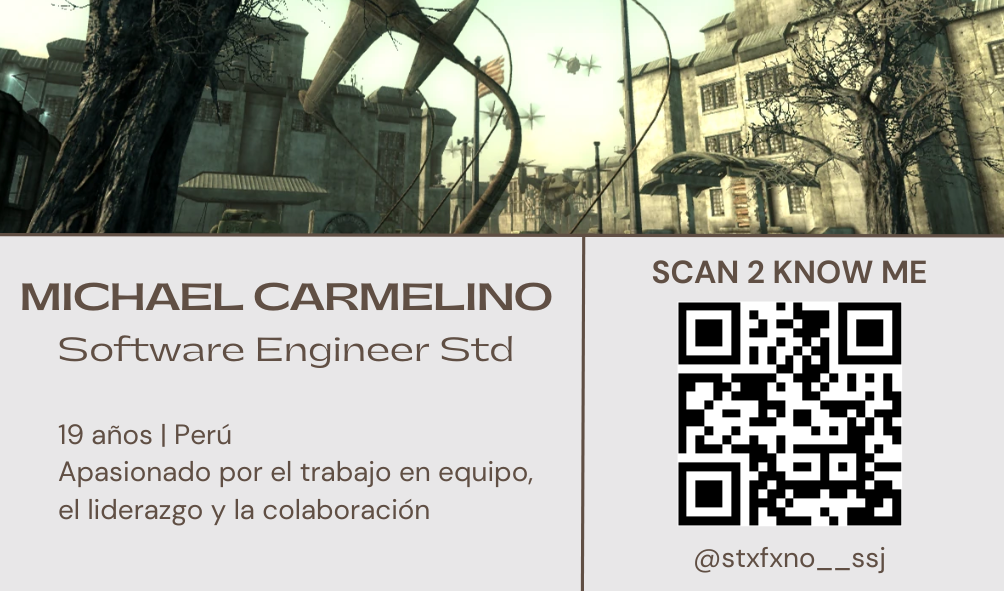 MICHAEL CARMELINO
Software Engineer Std
19 años | Perú
Apasionado por el trabajo en equipo,
el liderazgo y la colaboración
SCAN 2 KNOW ME
@stxfxno__ssj